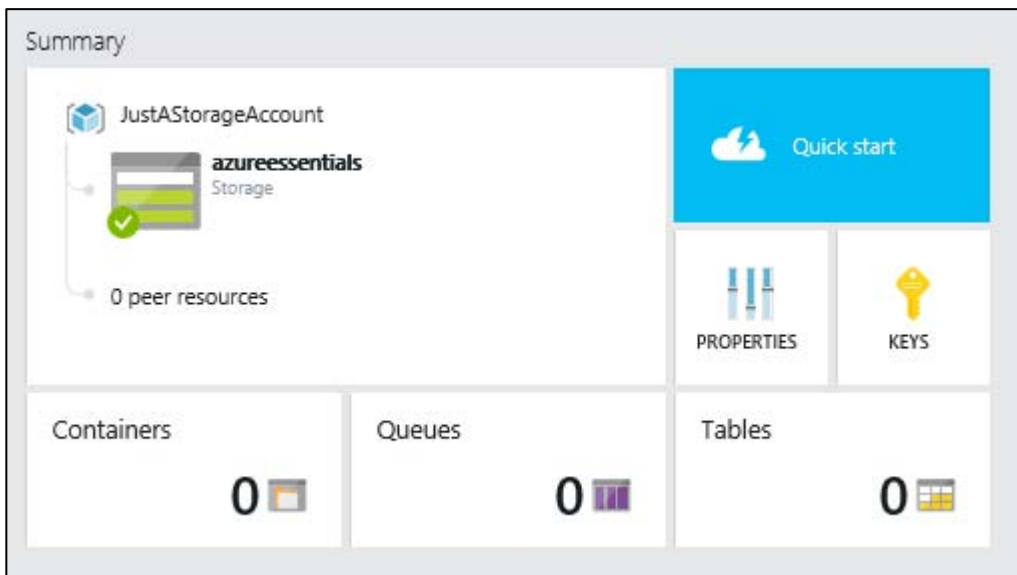 Summary
JustAStorageAccount
azureessentials
Storage
0 peer resources
Quick start
PROPERTIES
KEYS
Containers
0
Queues
0
Tables
0